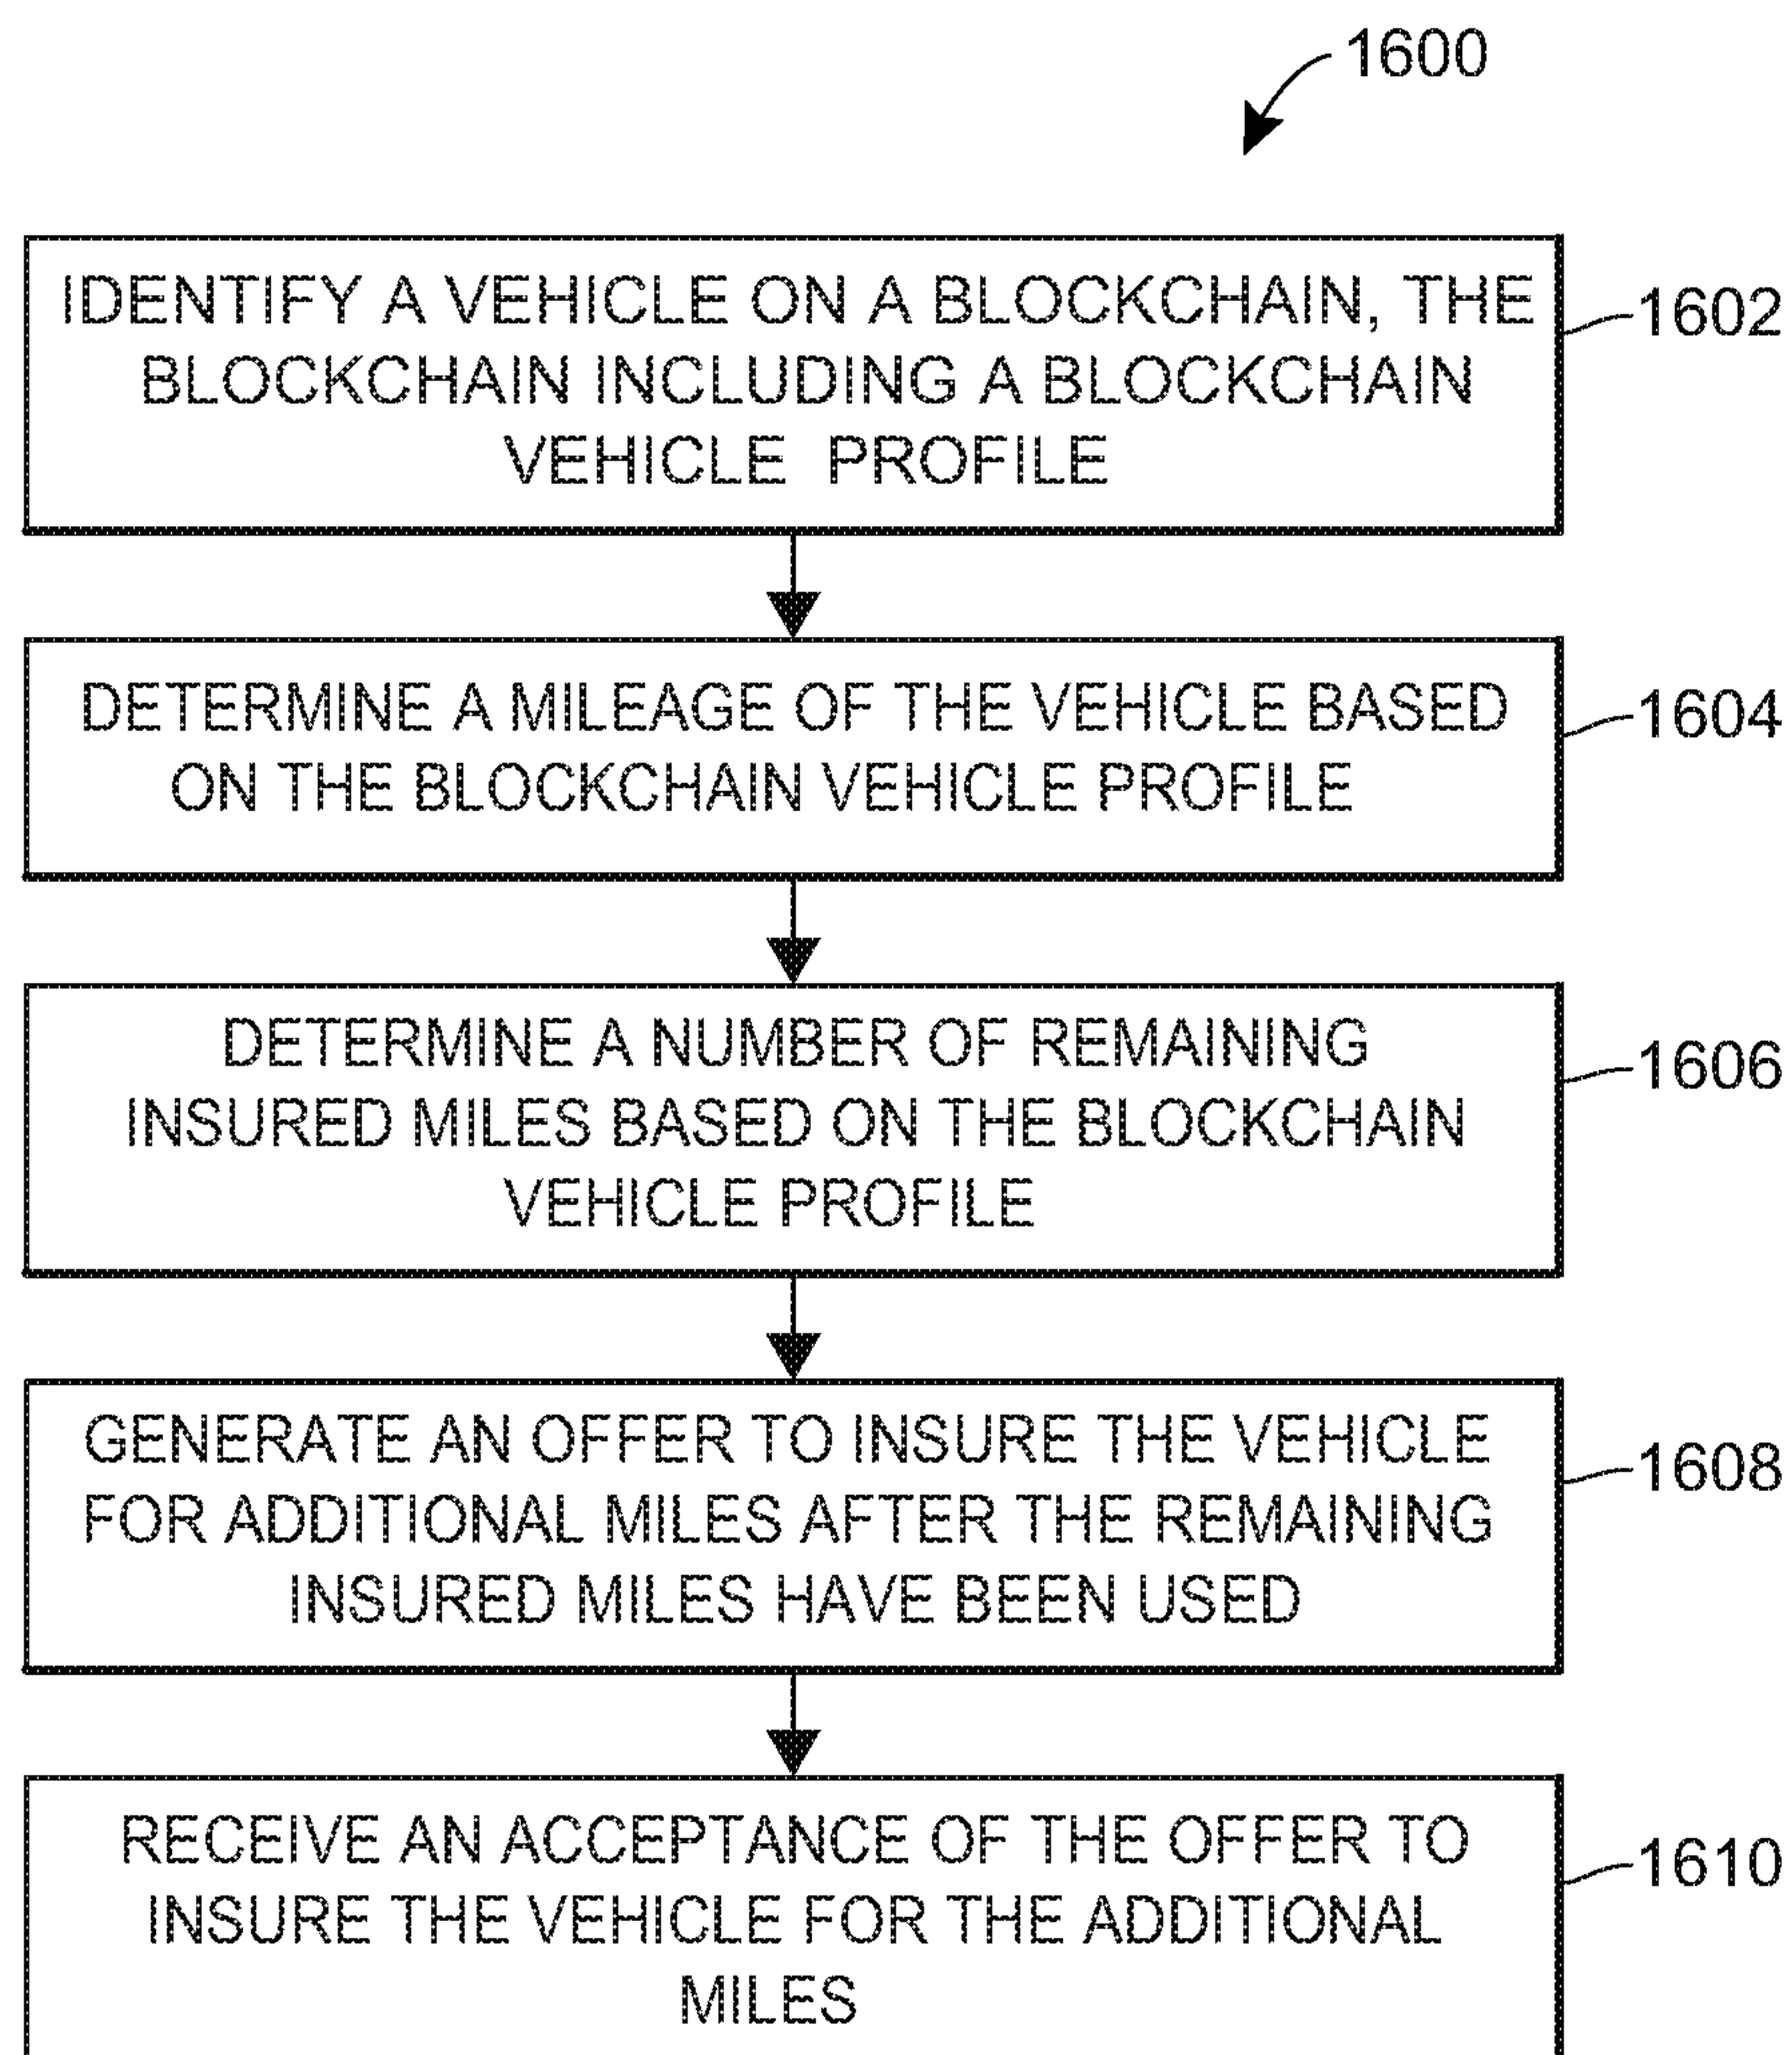 1600
IDENTIFY A VEHICLE ON A BLOCKCHAIN, THE
BLOCKCHAIN INCLUDING A BLOCKCHAIN
VEHICLE PROFILE
1602
DETERMINE A MILEAGE OF THE VEHICLE BASED
ON THE BLOCKCHAIN VEHICLE PROFILE
1604
DETERMINE A NUMBER OF REMAINING
INSURED MILES BASED ON THE BLOCKCHAIN
VEHICLE PROFILE
1606
GENERATE AN OFFER TO INSURE THE VEHICLE
FOR ADDITIONAL MILES AFTER THE REMAINING
INSURED MILES HAVE BEEN USED
1608
RECEIVE AN ACCEPTANCE OF THE OFFER TO
INSURE THE VEHICLE FOR THE ADDITIONAL
MILES
1610